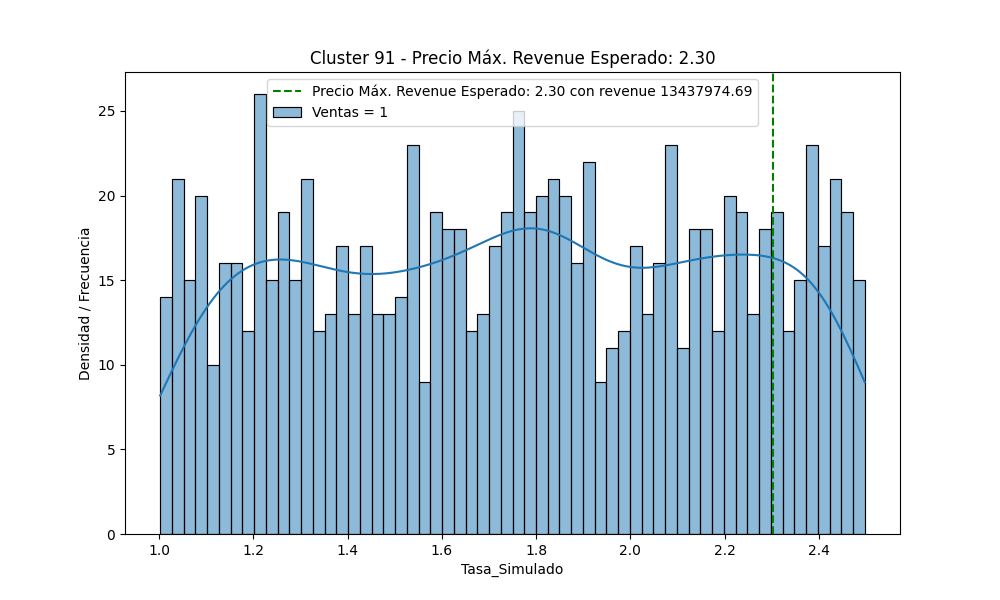 Cluster 91 - Precio Máx. Revenue Esperado: 2.30
Precio Máx. Revenue Esperado: 2.30 con revenue 13437974.69
Ventas = 1
Densidad / Frecuencia
25
20
15
10
5
0
1.0 1.2 1.4 1.6 1.8 2.0 2.2 2.4
Tasa_Simulado